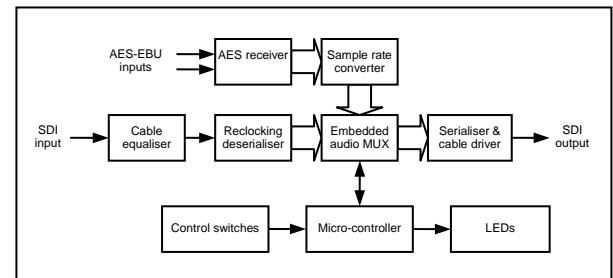 AES-EBU
inputs
AES receiver
Sample rate
converter
SDI
input
Cable
equaliser
Reclocking
deserialiser
Embedded
audio MUX
Serialiser &
cable driver
SDI
output
Control switches
Micro-controller
LEDs